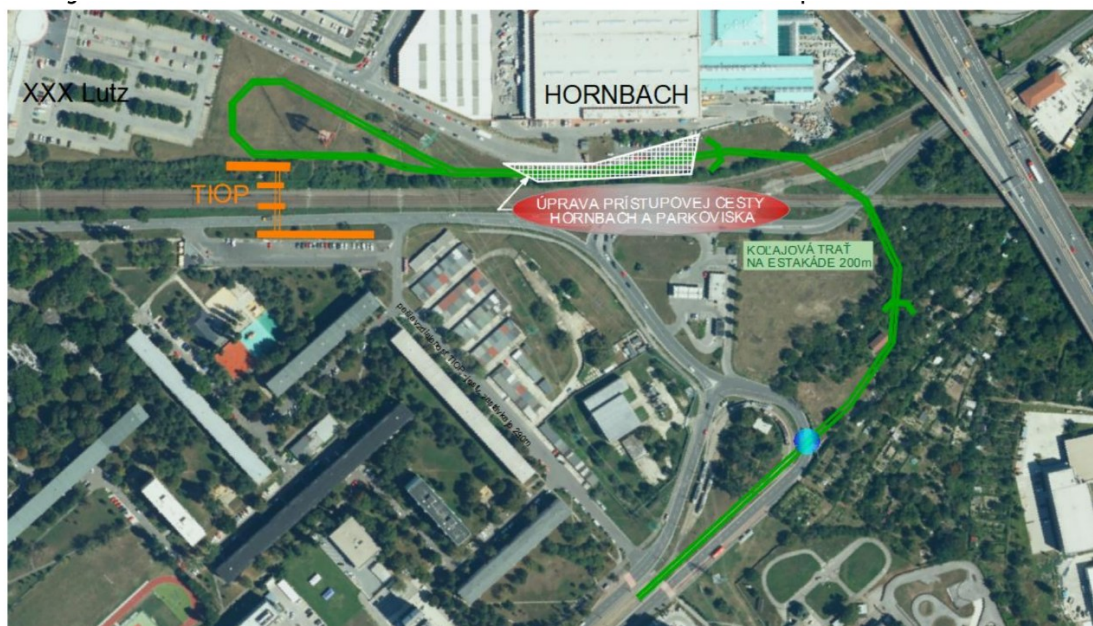 XXX Lutz
HORNBACH
TIOP
ÚPRAVA PRÍSTUPOVEJ CESTY
HORNBACH A PARKOVISKA
KOĽAJOVÁ TRAŤ
NA ESTAKÁDE 200m